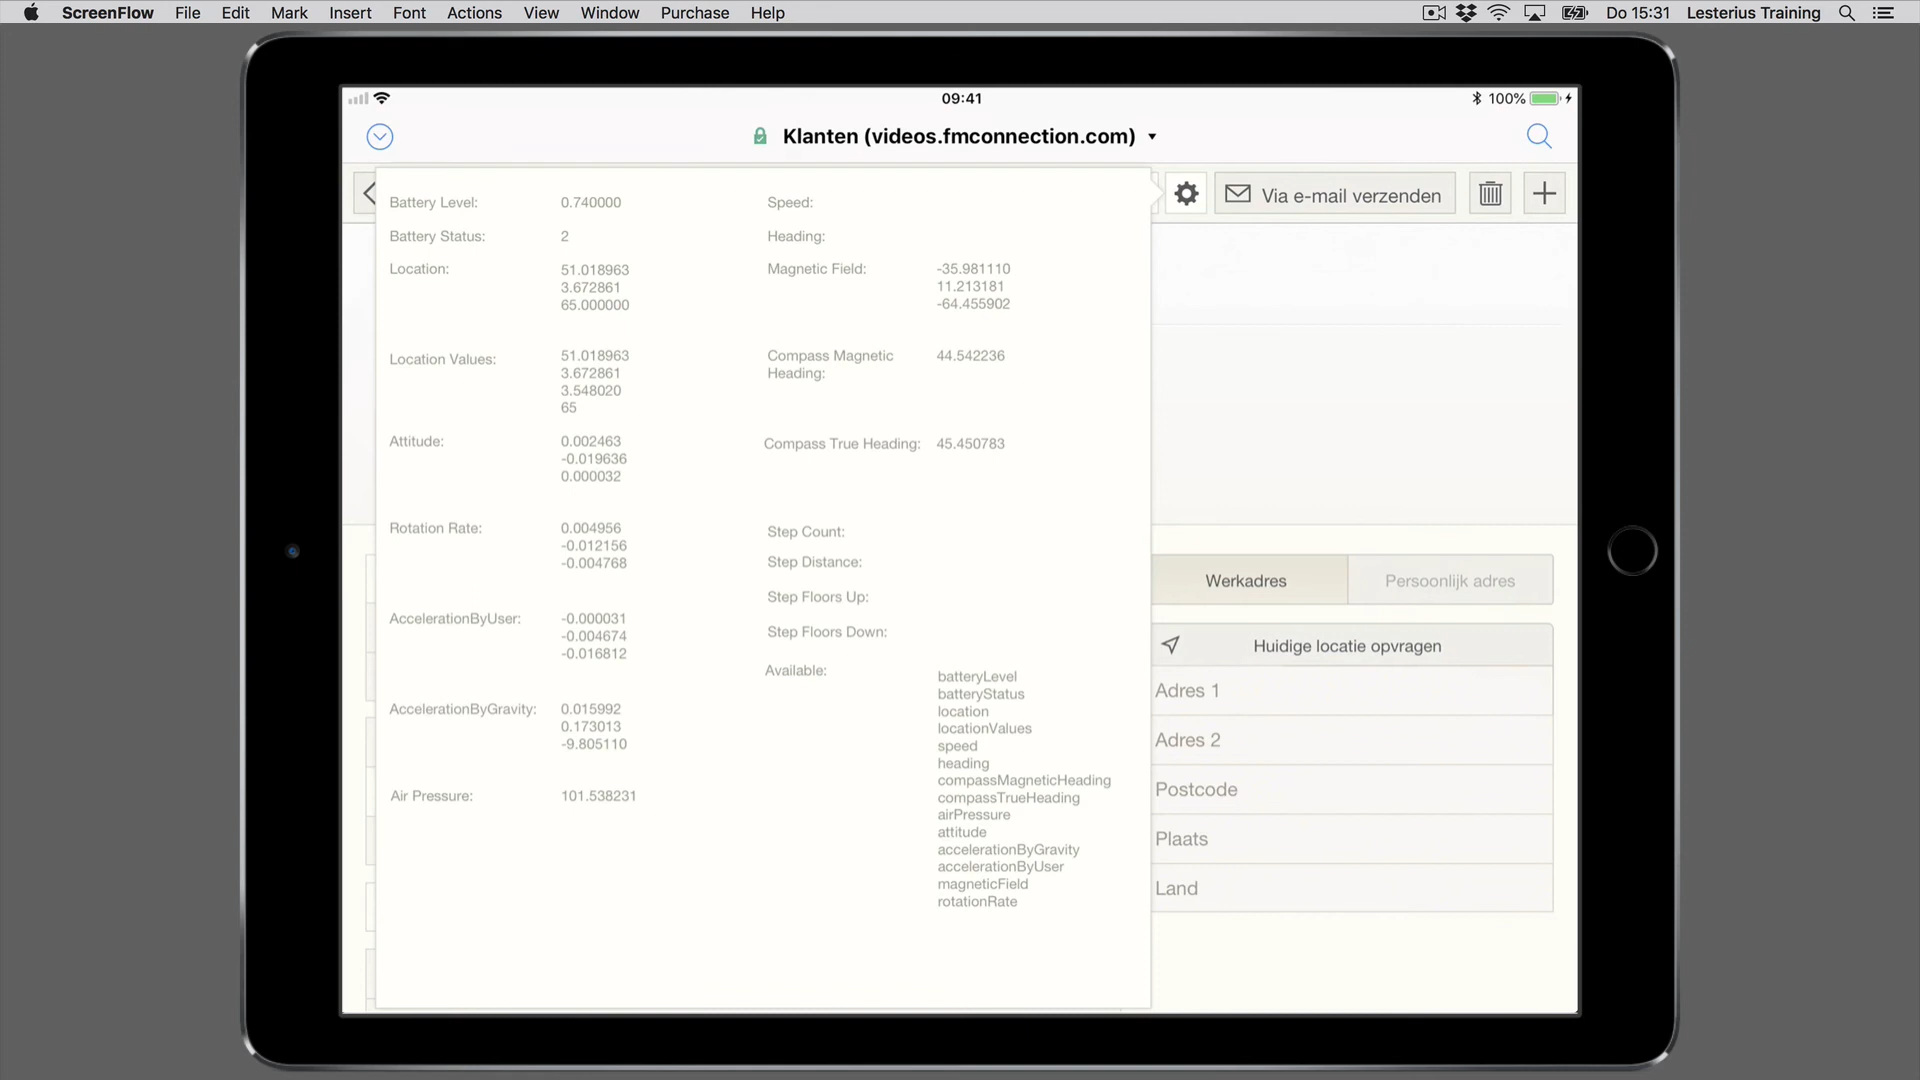 ScreenFlow File Edit Mark Insert Font Actions View Window Purchase Help Do 15:31 Lesterius Training
09:41 100%
Klanten (videos.fmconnection.com)
Via e-mail verzenden
Battery Level: 0.740000
Battery Status: 2
Location: 51.018963
3.672861
65.000000
Location Values: 51.018963
3.672861
3.548020
65
Attitude: 0.002463
-0.019636
0.000032
Rotation Rate: 0.004956
-0.012156
-0.004768
AccelerationByUser: -0.000031
-0.004674
-0.016812
AccelerationByGravity: 0.015992
0.173013
-9.805110
Air Pressure: 101.538231
Speed:
Heading:
Magnetic Field: -35.981110
11.213181
-64.455902
Compass Magnetic 44.542236
Heading:
Compass True Heading: 45.450783
Step Count:
Step Distance:
Step Floors Up:
Step Floors Down:
Available:
batteryLevel
batteryStatus
location
locationValues
speed
heading
compassMagneticHeading
compassTrueHeading
airPressure
attitude
accelerationByGravity
accelerationByUser
magneticField
rotationRate
Werkadres Persoonlijk adres
Huidige locatie opvragen
Adres 1
Adres 2
Postcode
Plaats
Land